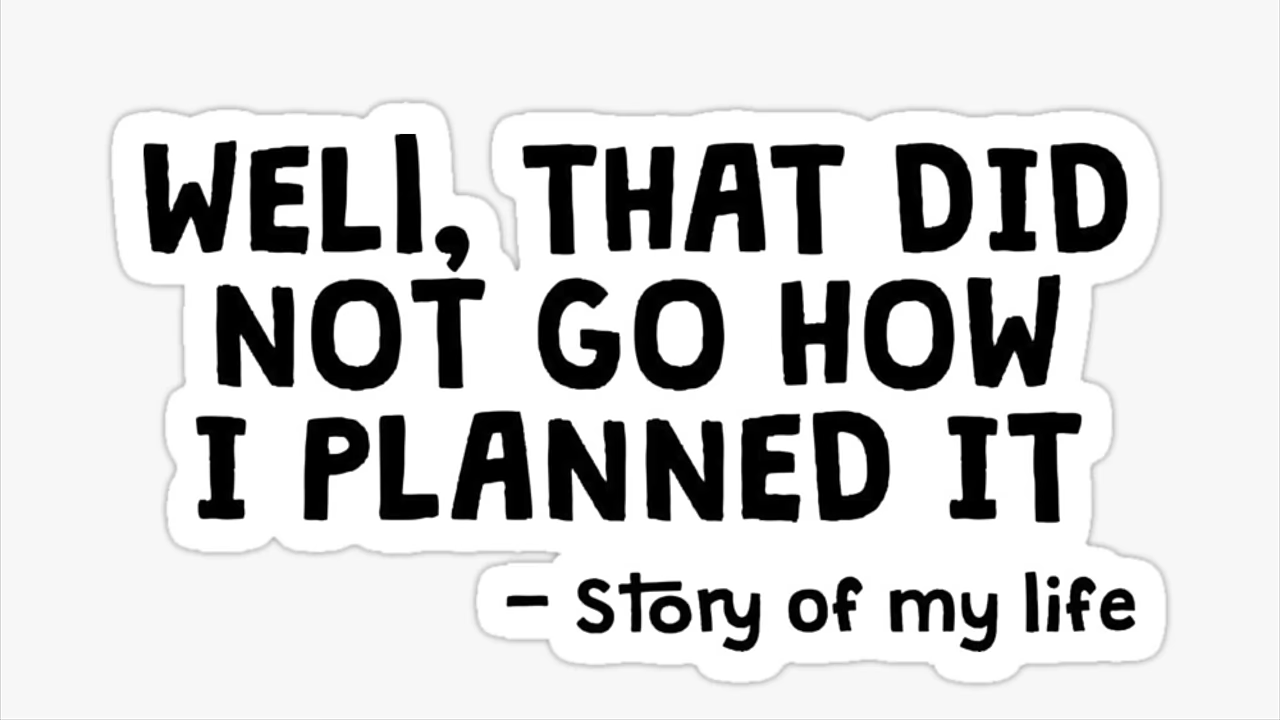 WELl, THAT DID
NOT GO HOW
I PLANNED IT
- Story of my life